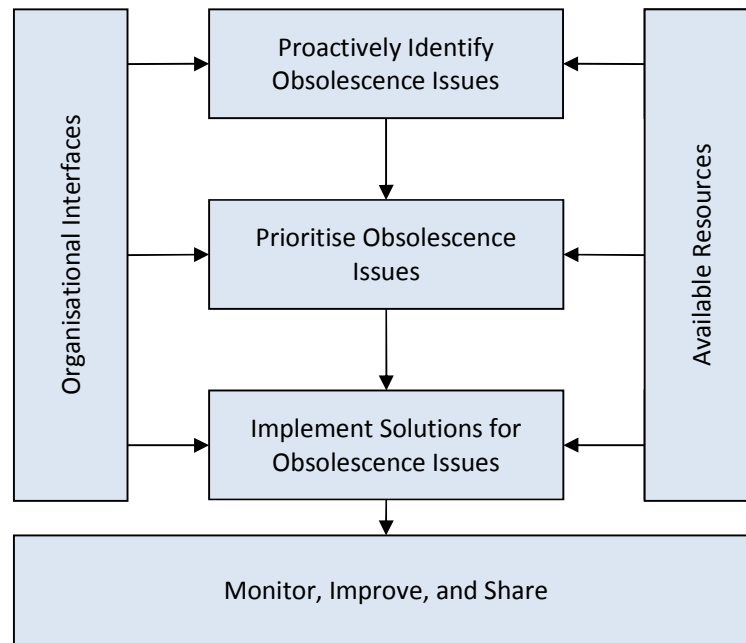 Proactively Identify
Obsolescence Issues
Organisational Interfaces
Available Resources
Prioritise Obsolescence
Issues
Implement Solutions for
Obsolescence Issues
Monitor, Improve, and Share